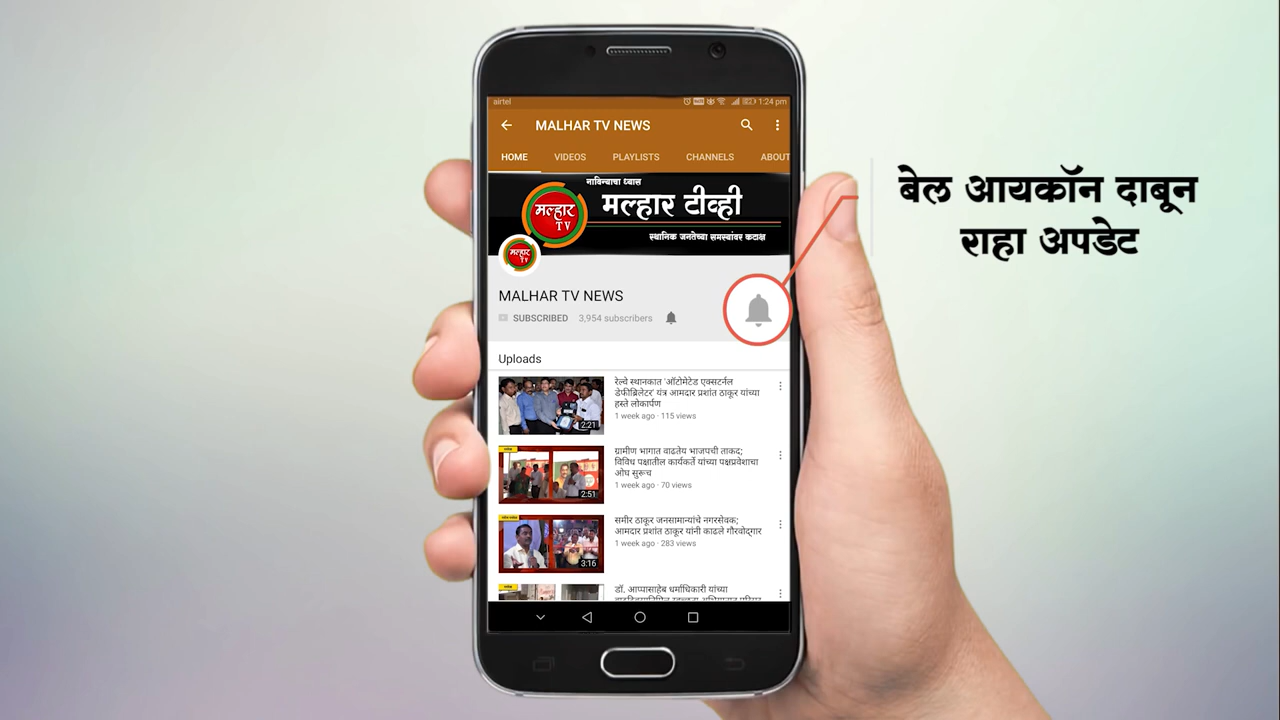 airtel 1:24 pm
MALHAR TV NEWS
HOME VIDEOS PLAYLISTS CHANNELS ABOUT
नाविन्याचा ध्यास
मल्हार टीव्ही
मल्हार
TV
स्थानिक जनतेच्या समस्यांवर कटाक्ष
मल्हार
TV
MALHAR TV NEWS
SUBSCRIBED 3,954 subscribers
Uploads
रेल्वे स्थानकात 'ऑटोमेटेड एक्सटर्नल
डेफीब्रिलेटर' यंत्र आमदार प्रशांत ठाकूर यांच्या
हस्ते लोकार्पण
1 week ago · 115 views
2:21
ग्रामीण भागात वाढतेय भाजपची ताकद;
विविध पक्षातील कार्यकर्ते यांच्या पक्षप्रवेशाचा
ओघ सुरूच
1 week ago · 70 views
2:51
समीर ठाकूर जनसामान्यांचे नगरसेवक;
आमदार प्रशांत ठाकूर यांनी काढले गौरवोद्गार
1 week ago · 283 views
3:16
डॉ. आप्पासाहेब धर्माधिकारी यांच्या
बेल आयकॉन दाबून
राहा अपडेट